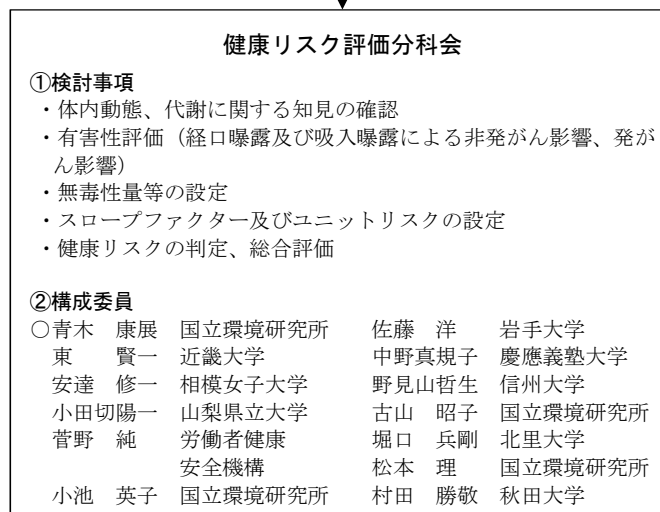 健康リスク評価分科会
①検討事項
・体内動態、代謝に関する知見の確認
・有害性評価（経口曝露及び吸入曝露による非発がん影響、発が
ん影響）
・無毒性量等の設定
・スロープファクター及びユニットリスクの設定
・健康リスクの判定、総合評価
②構成委員
○青木　康展　国立環境研究所　　佐藤　洋　岩手大学
東　賢一　近畿大学　　中野真規子　慶應義塾大学
安達　修一　相模女子大学　　野見山哲生　信州大学
小田切陽一　山梨県立大学　　古山　昭子　国立環境研究所
菅野　純　労働者健康　　堀口　兵剛　北里大学
安全機構　　松本　理　国立環境研究所
小池　英子　国立環境研究所　　村田　勝敬　秋田大学